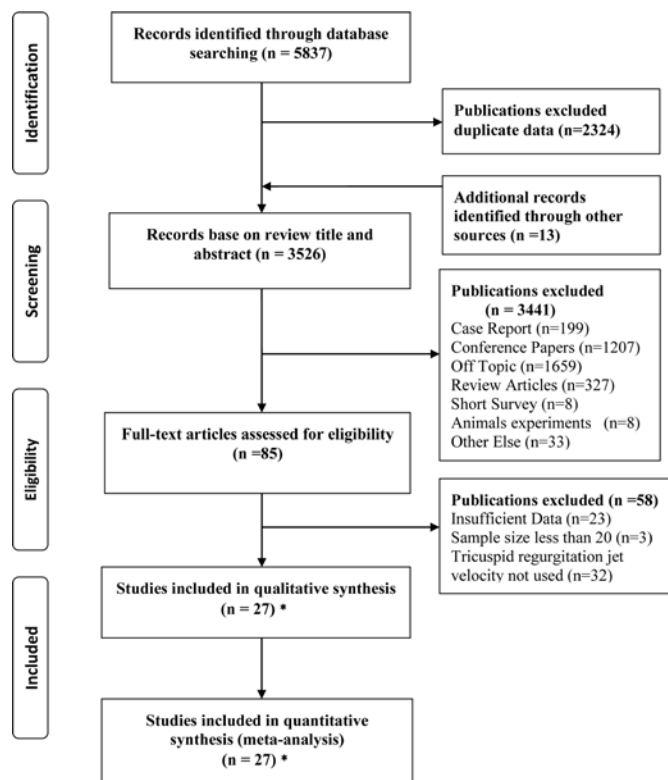 Identification
Records identified through database
searching (n = 5837)
Publications excluded
duplicate data (n=2324)
Additional records
identified through other
sources (n =13)
Screening
Records base on review title and
abstract (n = 3526)
Publications excluded
(n = 3441)
Case Report (n=199)
Conference Papers (n=1207)
Off Topic (n=1659)
Review Articles (n=327)
Short Survey (n=8)
Animals experiments (n=8)
Other Else (n=33)
Eligibility
Full-text articles assessed for eligibility
(n =85)
Publications excluded (n =58)
Insufficient Data (n=23)
Sample size less than 20 (n=3)
Tricuspid regurgitation jet
velocity not used (n=32)
Included
Studies included in qualitative synthesis
(n = 27) *
Studies included in quantitative
synthesis (meta-analysis)
(n = 27) *